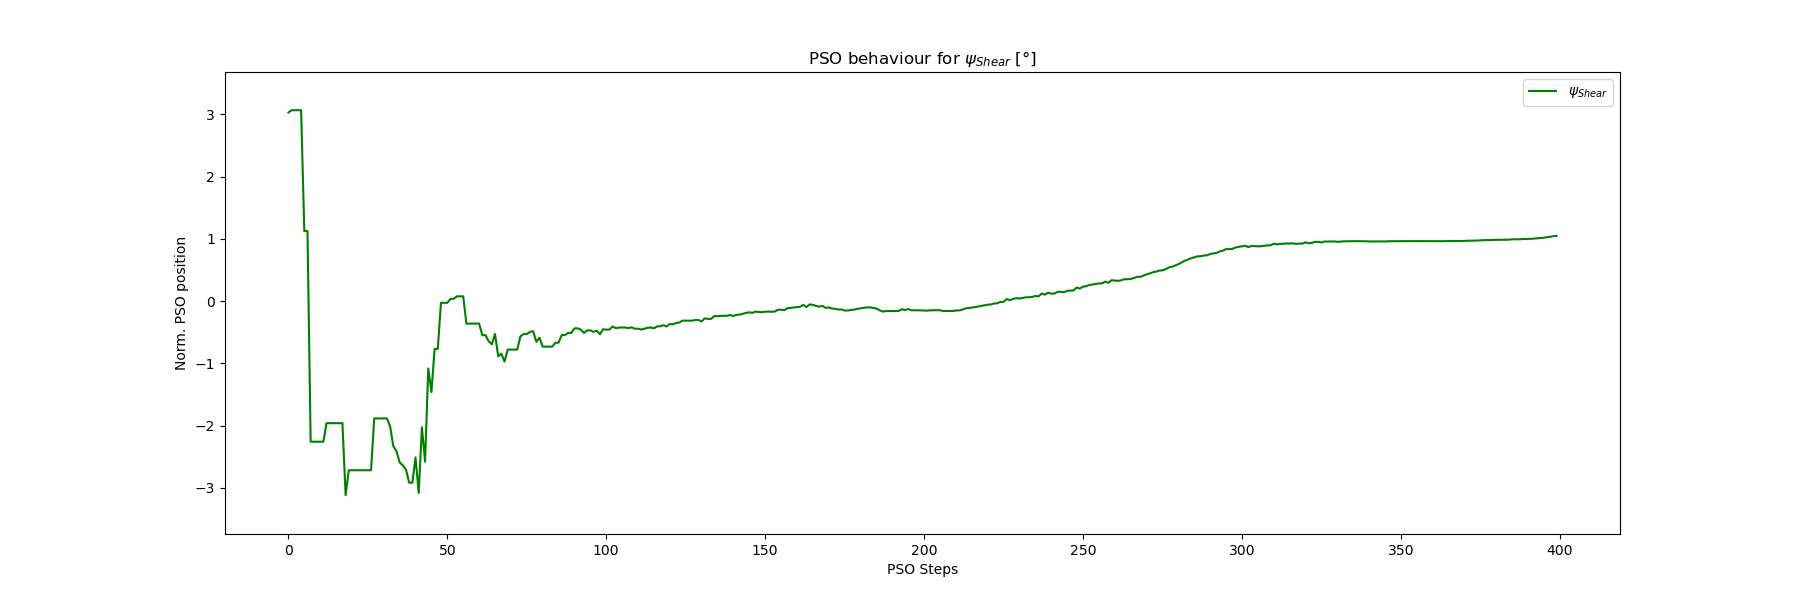 PSO behaviour for ψShear [°]
ψShear
3
2
1
0
−1
−2
−3
Norm. PSO position
0 50 100 150 200 250 300 350 400
PSO Steps